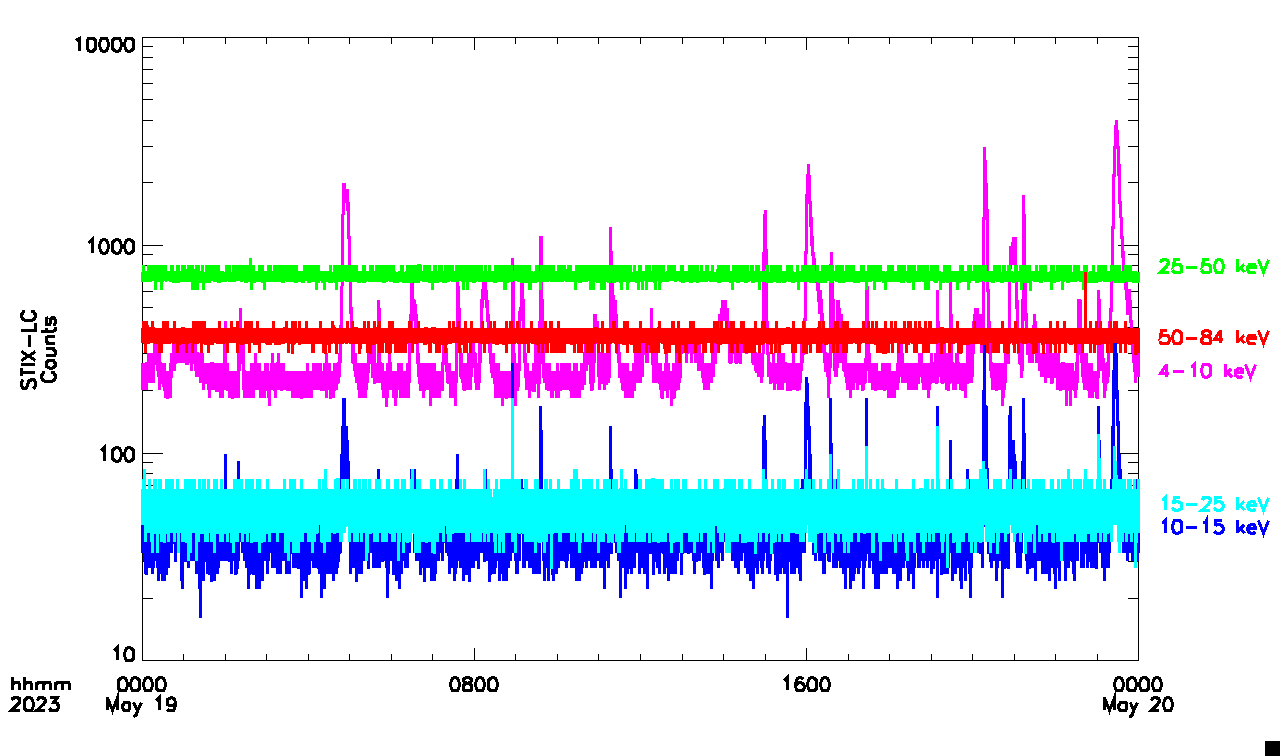 10000
1000
100
10
STIX-LC
Counts
25-50 keV
50-84 keV
4-10 keV
15-25 keV
10-15 keV
hhmm 0000 0800 1600 0000
2023 May 19 May 20